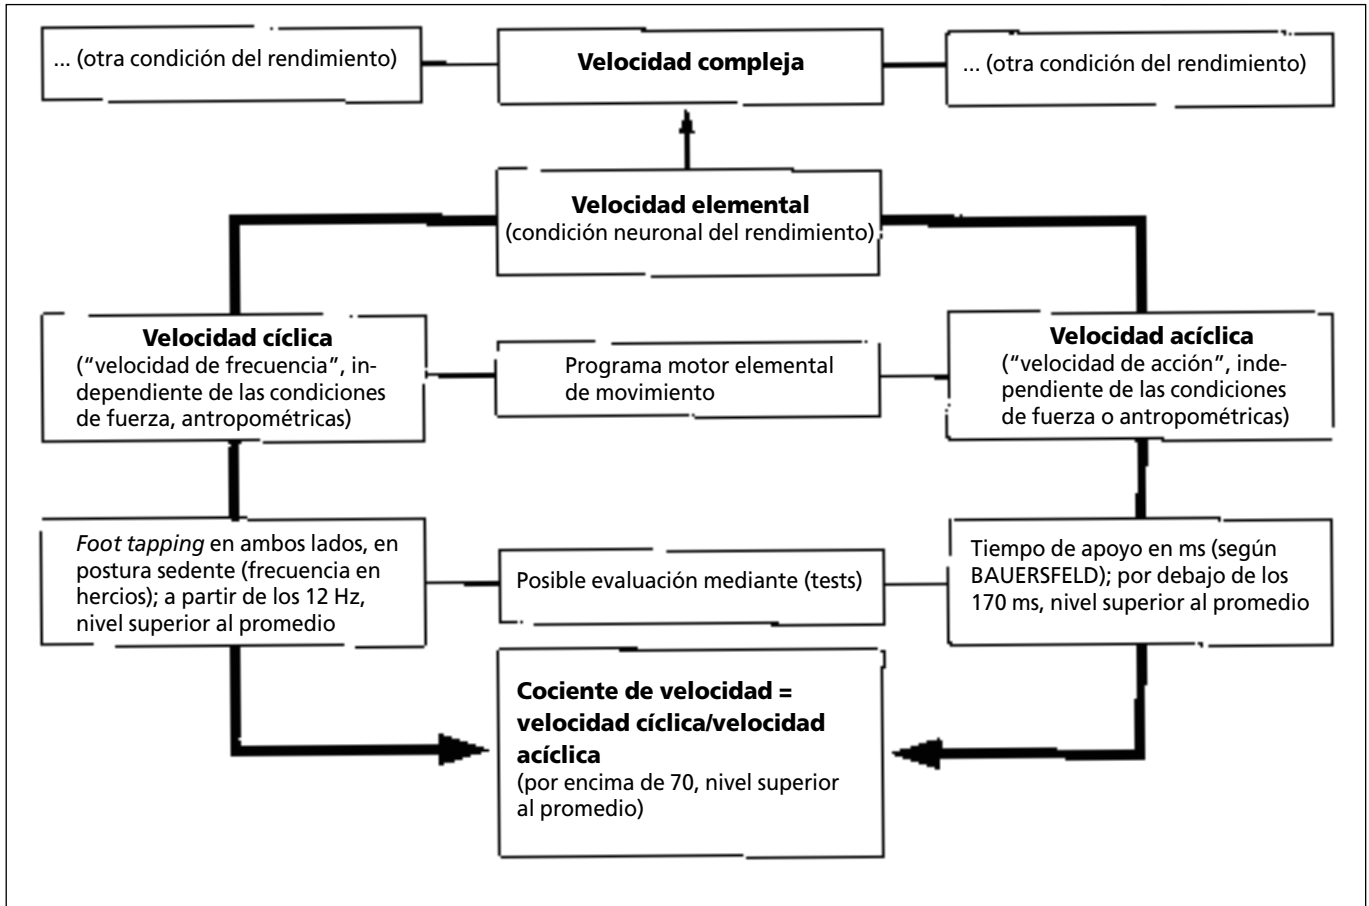 ... (otra condición del rendimiento)
Velocidad compleja
... (otra condición del rendimiento)
Velocidad elemental
(condición neuronal del rendimiento)
Velocidad cíclica
(“velocidad de frecuencia”, in-
dependiente de las condiciones
de fuerza, antropométricas)
Programa motor elemental
de movimiento
Velocidad acíclica
(“velocidad de acción”, inde-
pendiente de las condiciones
de fuerza o antropométricas)
Foot tapping en ambos lados, en
postura sedente (frecuencia en
hercios); a partir de los 12 Hz,
nivel superior al promedio
Posible evaluación mediante (tests)
Tiempo de apoyo en ms (según
BAUERSFELD); por debajo de los
170 ms, nivel superior al promedio
Cociente de velocidad =
velocidad cíclica/velocidad
acíclica
(por encima de 70, nivel superior
al promedio)